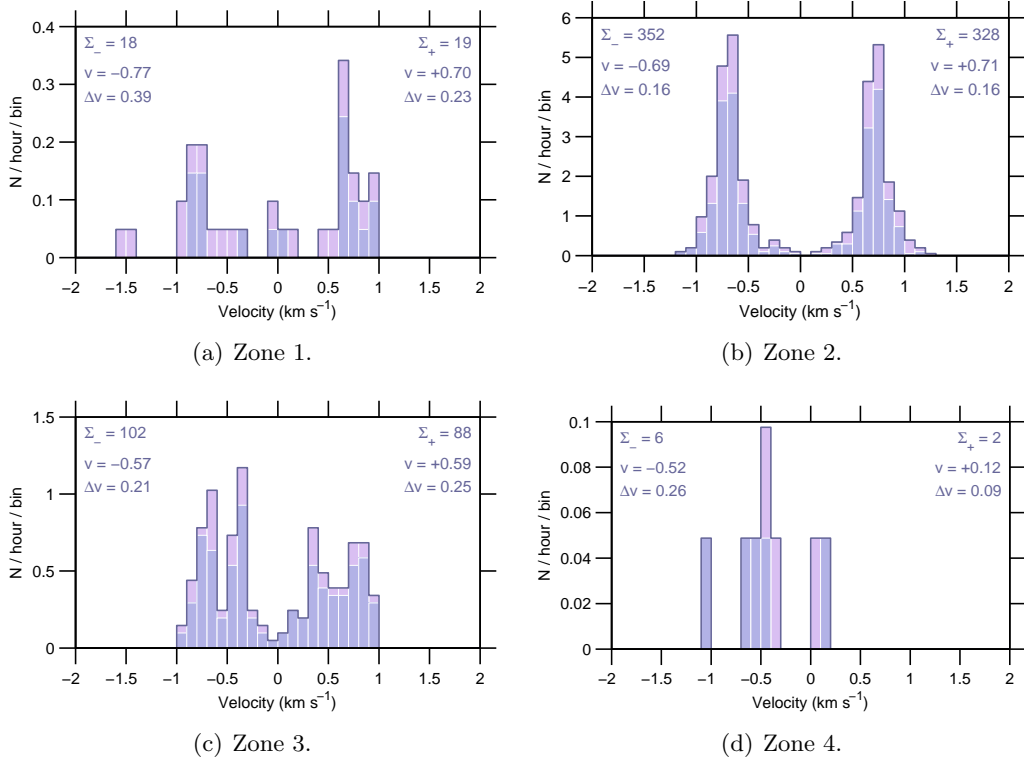 0.4
0.3
0.2
0.1
0
N / hour / bin
Σ− = 18
v = −0.77
Δv = 0.39
Σ+ = 19
v = +0.70
Δv = 0.23
−2 −1.5 −1 −0.5 0 0.5 1 1.5 2
Velocity (km s−1)
(a) Zone 1.
6
5
4
3
2
1
0
N / hour / bin
Σ− = 352
v = −0.69
Δv = 0.16
Σ+ = 328
v = +0.71
Δv = 0.16
−2 −1.5 −1 −0.5 0 0.5 1 1.5 2
Velocity (km s−1)
(b) Zone 2.
1.5
1
0.5
0
N / hour / bin
Σ− = 102
v = −0.57
Δv = 0.21
Σ+ = 88
v = +0.59
Δv = 0.25
−2 −1.5 −1 −0.5 0 0.5 1 1.5 2
Velocity (km s−1)
(c) Zone 3.
0.1
0.08
0.06
0.04
0.02
0
N / hour / bin
Σ− = 6
v = −0.52
Δv = 0.26
Σ+ = 2
v = +0.12
Δv = 0.09
−2 −1.5 −1 −0.5 0 0.5 1 1.5 2
Velocity (km s−1)
(d) Zone 4.